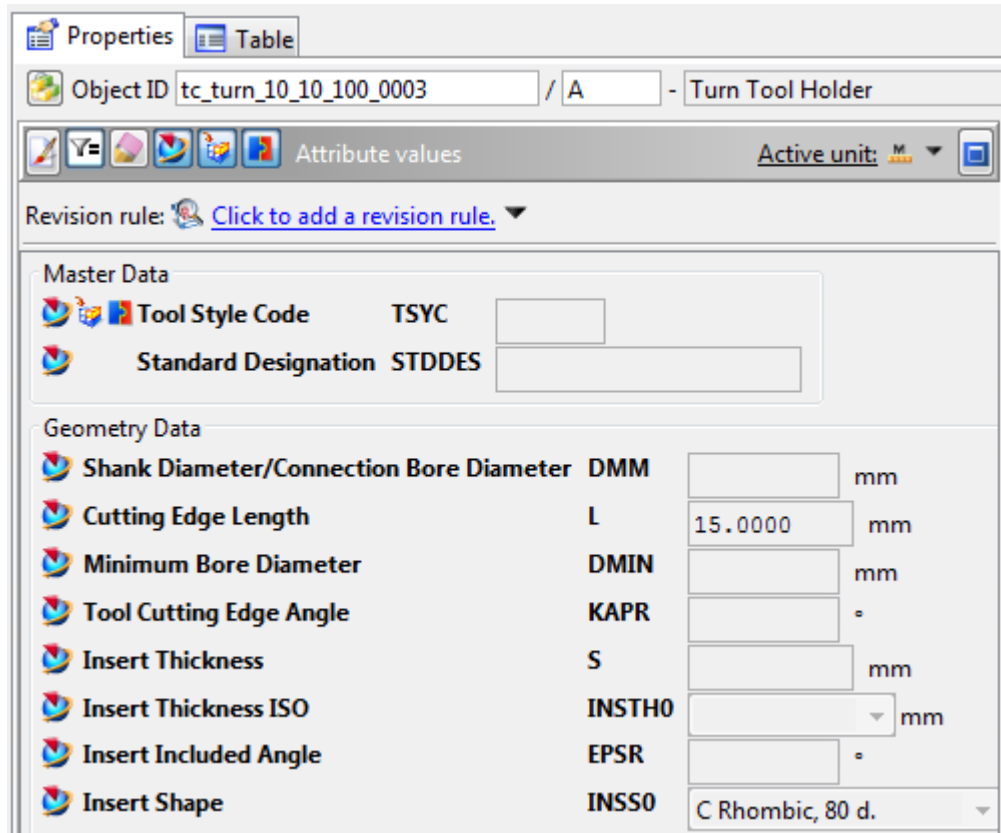 Properties Table
Object ID tc_turn_10_10_100_0003 / A - Turn Tool Holder
Attribute values Active unit: M
Revision rule: Click to add a revision rule.
Master Data
Tool Style Code TSYC
Standard Designation STDDES
Geometry Data
Shank Diameter/Connection Bore Diameter DMM mm
Cutting Edge Length L 15.0000 mm
Minimum Bore Diameter DMIN mm
Tool Cutting Edge Angle KAPR °
Insert Thickness S mm
Insert Thickness ISO INSTH0 mm
Insert Included Angle EPSR °
Insert Shape INSS0 C Rhombic, 80 d.